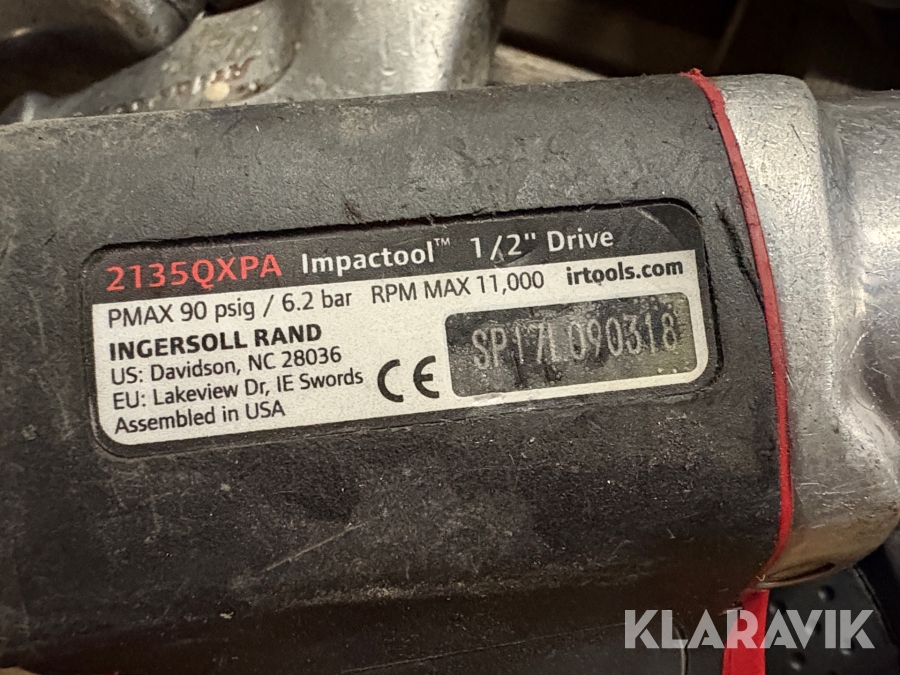 2135QXPA Impactool™ 1/2" Drive
PMAX 90 psig / 6.2 bar RPM MAX 11,000 irtools.com
INGERSOLL RAND
US: Davidson, NC 28036
EU: Lakeview Dr, IE Swords
Assembled in USA
CE
SP17L090318
KLARAVIK